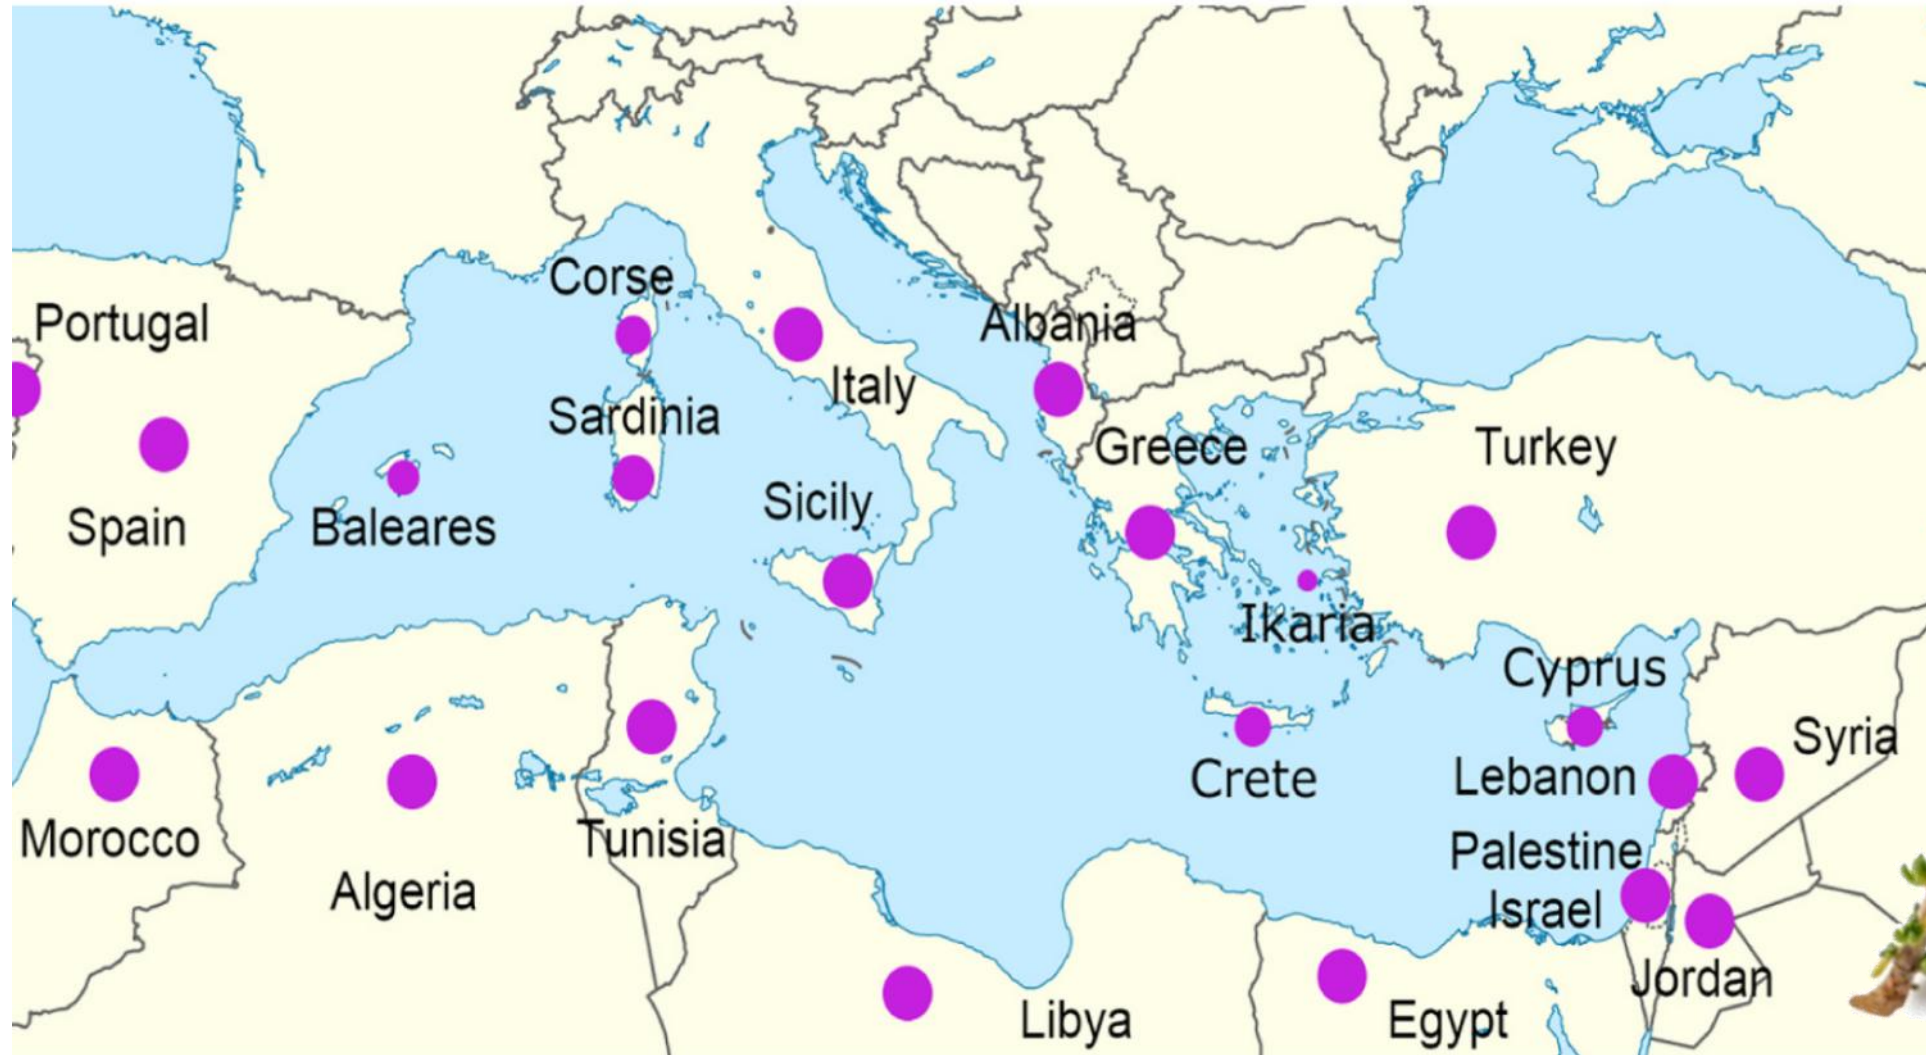 Corse
Portugal
Albania
Italy
Sardinia
Greece
Turkey
Sicily
Spain
Baleares
Ikaria
Cyprus
Syria
Crete
Lebanon
Morocco
Tunisia
Palestine
Israel
Algeria
Jordan
Libya
Egypt